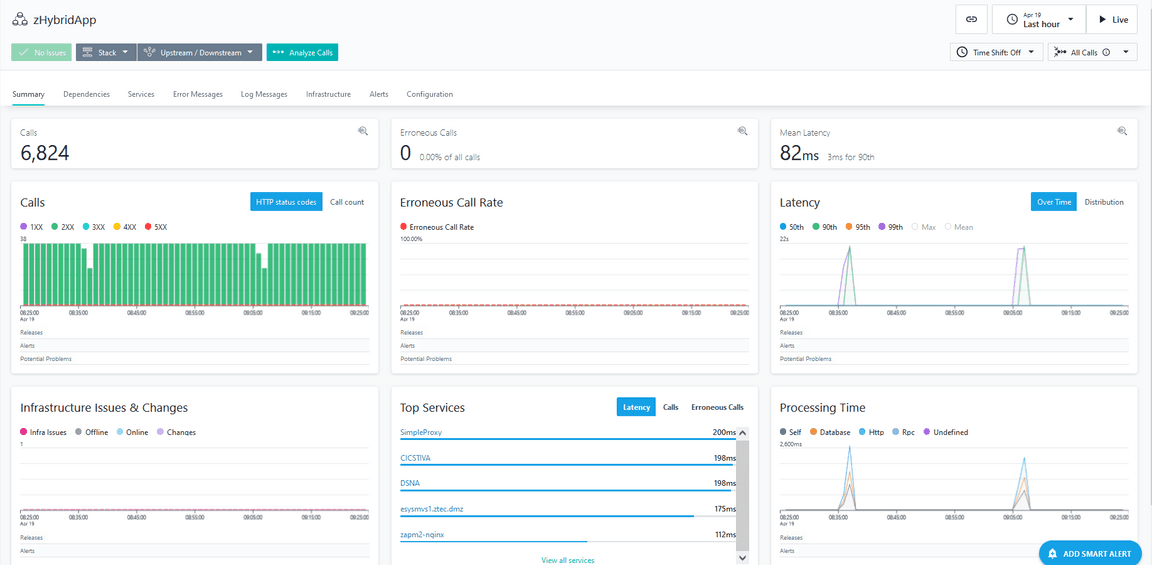 zHybridApp
Apr 19
Last hour
Live
No Issues
Stack
Upstream / Downstream
Analyze Calls
Time Shift: Off
All Calls
Summary
Dependencies
Services
Error Messages
Log Messages
Infrastructure
Alerts
Configuration
Calls
6,824
Erroneous Calls
0 0.00% of all calls
Mean Latency
82ms 3ms for 90th
Calls
HTTP status codes
Call count
1XX 2XX 3XX 4XX 5XX
38
08:25:00 08:35:00 08:45:00 08:55:00 09:05:00 09:15:00 09:25:00
Apr 19
Releases
Alerts
Potential Problems
Erroneous Call Rate
Erroneous Call Rate
100.00%
08:25:00 08:35:00 08:45:00 08:55:00 09:05:00 09:15:00 09:25:00
Apr 19
Releases
Alerts
Potential Problems
Latency
Over Time
Distribution
50th 90th 95th 99th Max Mean
22s
08:25:00 08:35:00 08:45:00 08:55:00 09:05:00 09:15:00 09:25:00
Apr 19
Releases
Alerts
Potential Problems
Infrastructure Issues & Changes
Infra Issues Offline Online Changes
1
08:25:00 08:35:00 08:45:00 08:55:00 09:05:00 09:15:00 09:25:00
Apr 19
Releases
Alerts
Top Services
Latency
Calls
Erroneous Calls
SimpleProxy 200ms
CICSTIVA 198ms
DSNA 198ms
esysmvs1.ztec.dmz 175ms
zapm2-nginx 112ms
View all services
Processing Time
Self Database Http Rpc Undefined
2,600ms
08:25:00 08:35:00 08:45:00 08:55:00 09:05:00 09:15:00 09:25:00
Apr 19
Releases
Alerts
ADD SMART ALERT